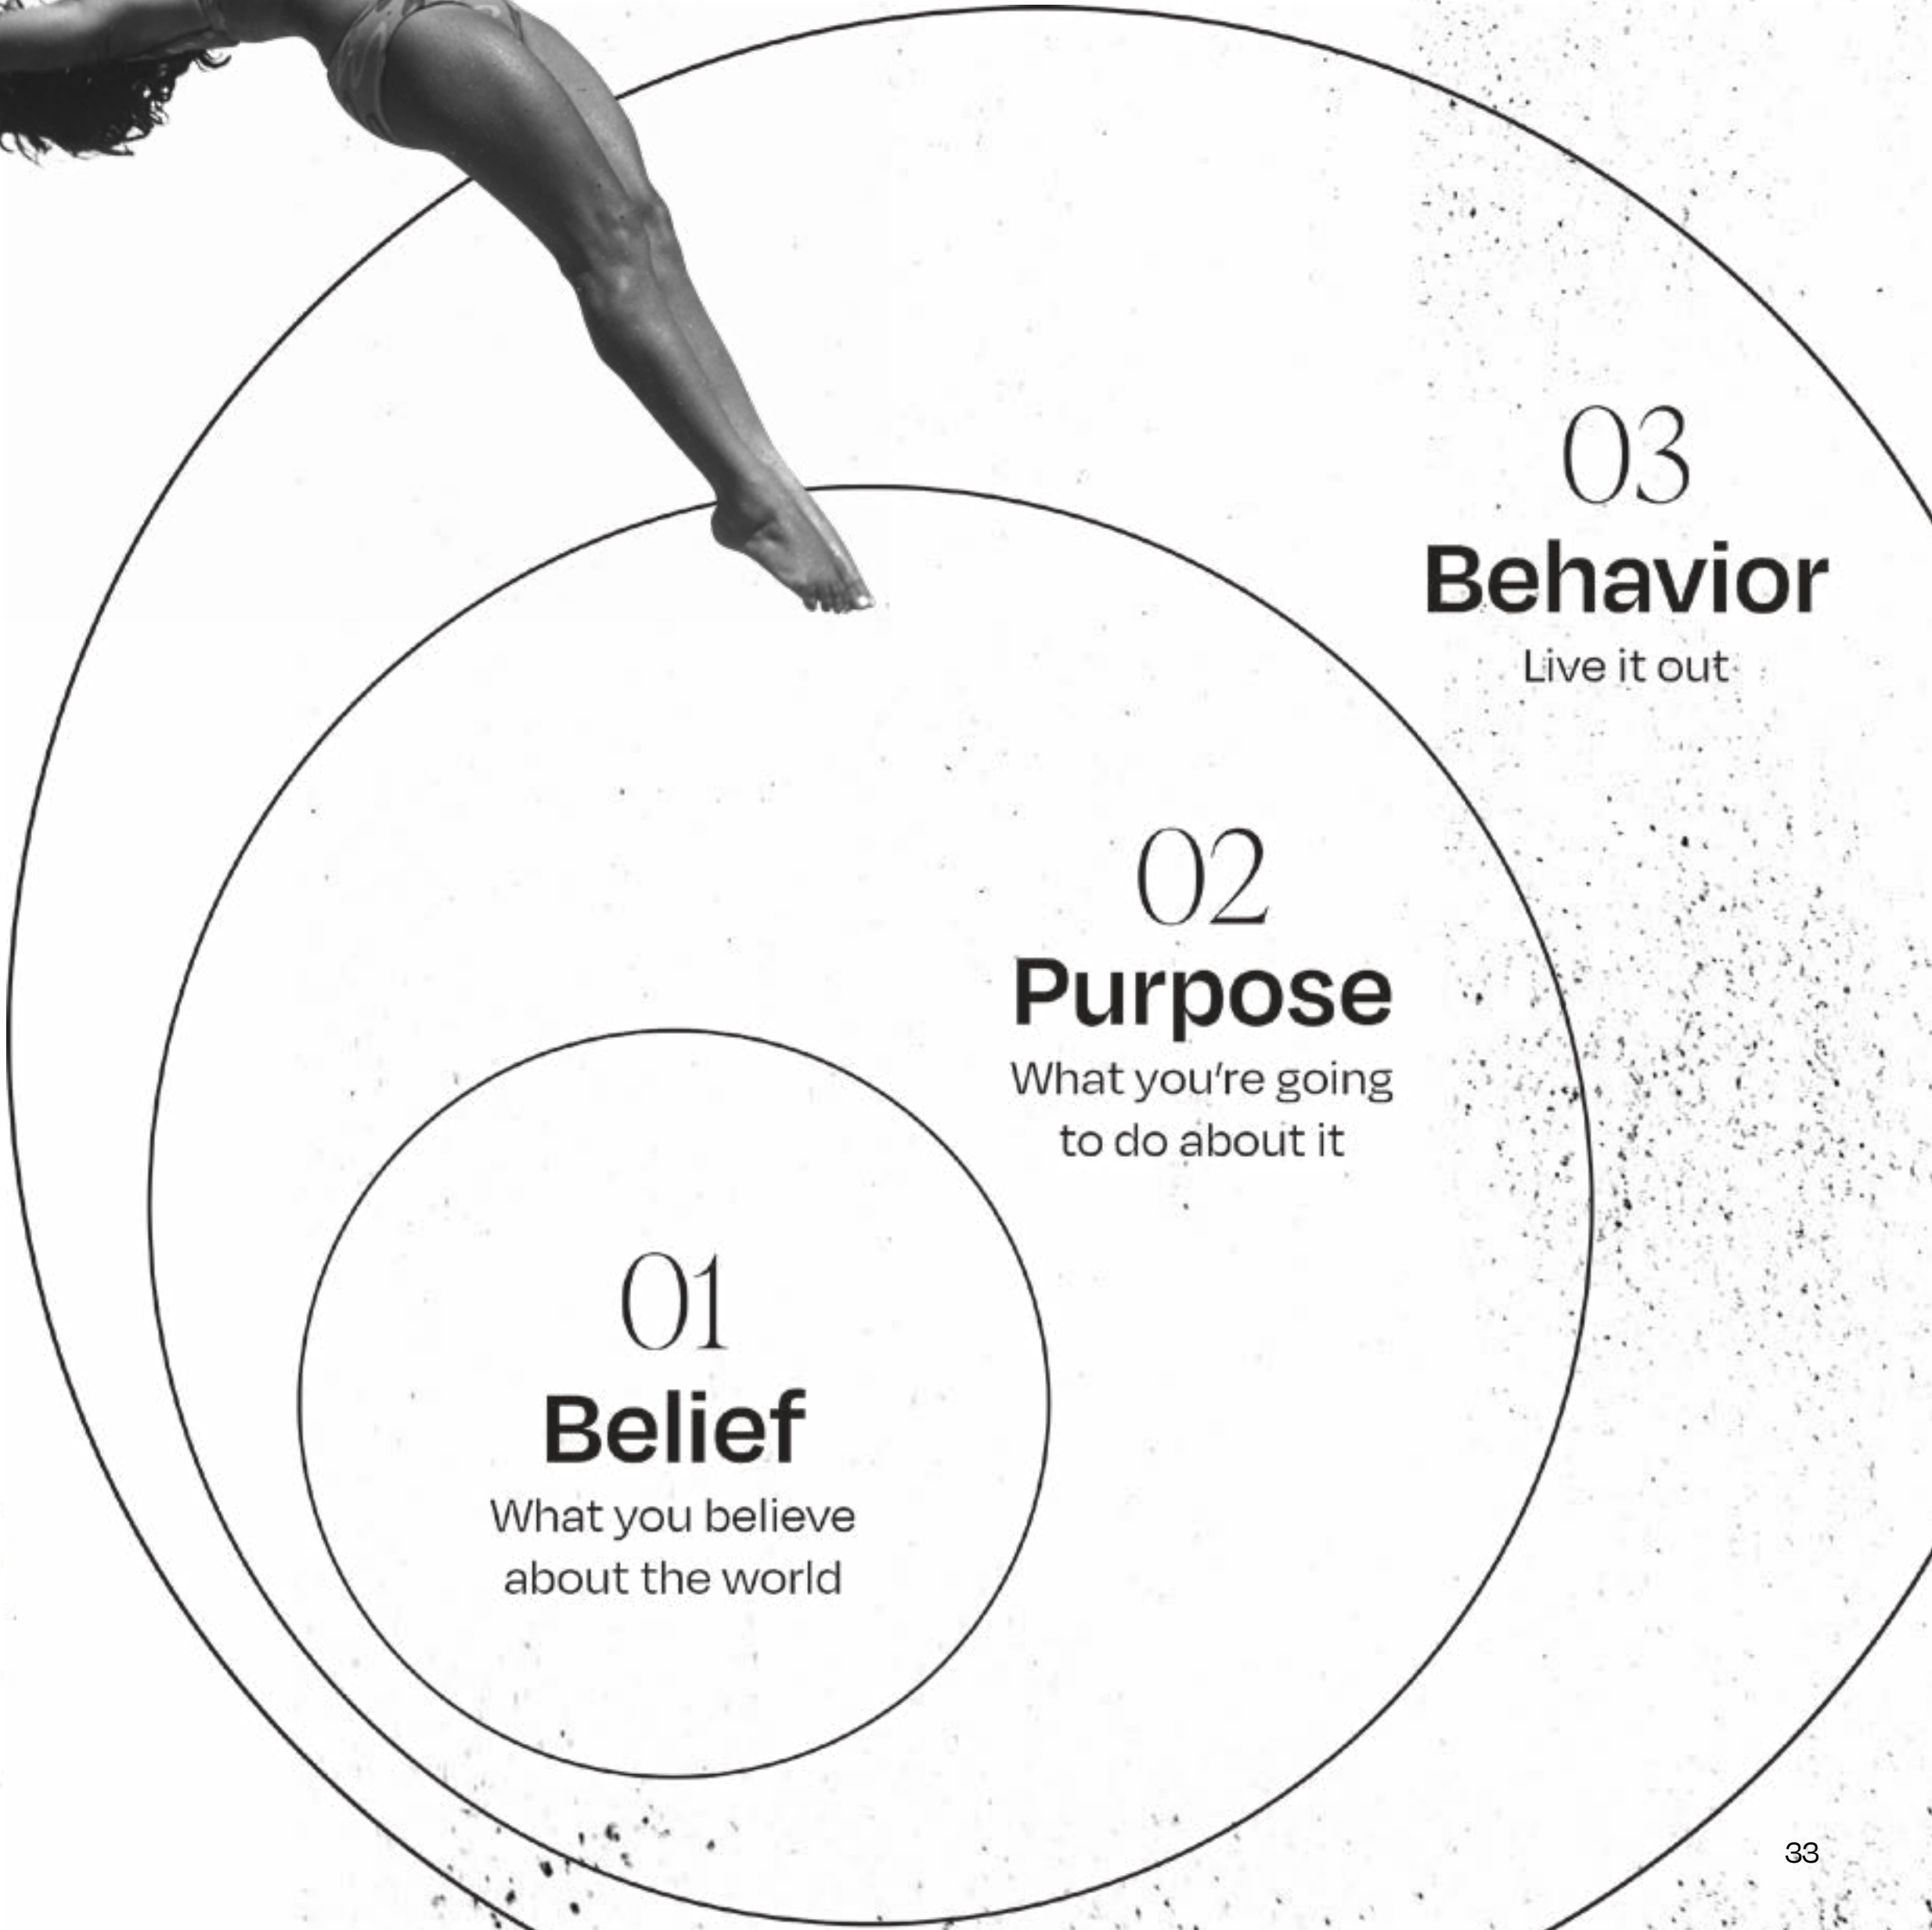 03
Behavior
Live it out
02
Purpose
What you're going
to do about it
01
Belief
What you believe
about the world
33